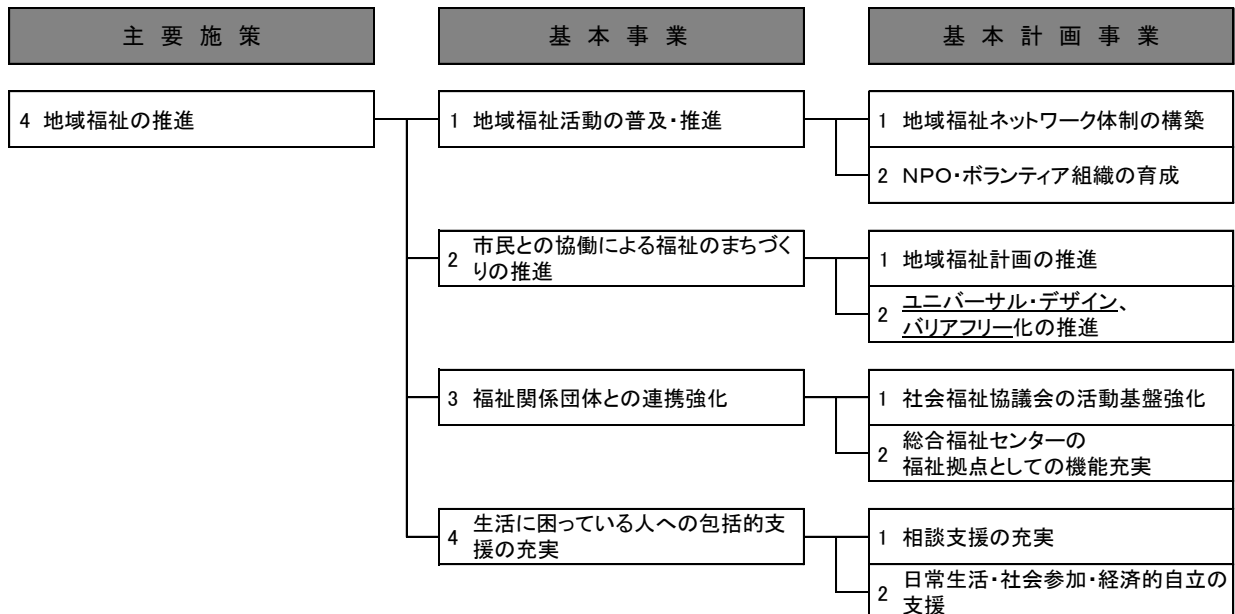 主要施策
基本事業
基本計画事業
4 地域福祉の推進
1 地域福祉活動の普及・推進
1 地域福祉ネットワーク体制の構築
2 NPO・ボランティア組織の育成
2 市民との協働による福祉のまちづく
りの推進
1 地域福祉計画の推進
2 ユニバーサル・デザイン、
バリアフリー化の推進
3 福祉関係団体との連携強化
1 社会福祉協議会の活動基盤強化
2 総合福祉センターの
福祉拠点としての機能充実
4 生活に困っている人への包括的支
援の充実
1 相談支援の充実
2 日常生活・社会参加・経済的自立の
支援